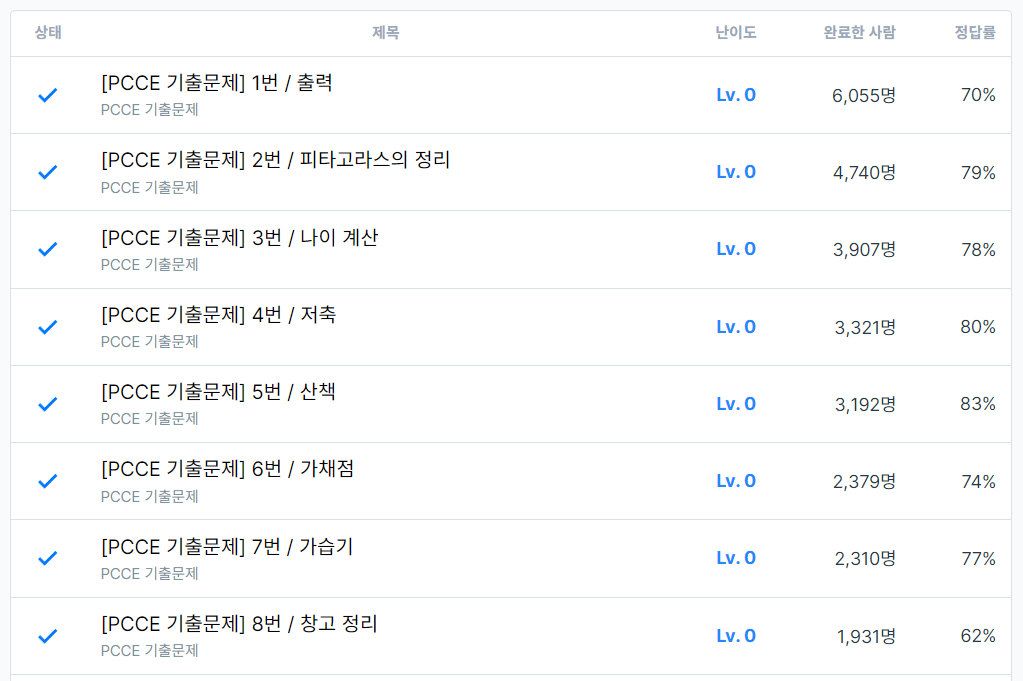 상태 제목 난이도 완료한 사람 정답률
[PCCE 기출문제] 1번 / 출력
PCCE 기출문제
Lv. 0 6,055명 70%
[PCCE 기출문제] 2번 / 피타고라스의 정리
PCCE 기출문제
Lv. 0 4,740명 79%
[PCCE 기출문제] 3번 / 나이 계산
PCCE 기출문제
Lv. 0 3,907명 78%
[PCCE 기출문제] 4번 / 저축
PCCE 기출문제
Lv. 0 3,321명 80%
[PCCE 기출문제] 5번 / 산책
PCCE 기출문제
Lv. 0 3,192명 83%
[PCCE 기출문제] 6번 / 가채점
PCCE 기출문제
Lv. 0 2,379명 74%
[PCCE 기출문제] 7번 / 가습기
PCCE 기출문제
Lv. 0 2,310명 77%
[PCCE 기출문제] 8번 / 창고 정리
PCCE 기출문제
Lv. 0 1,931명 62%